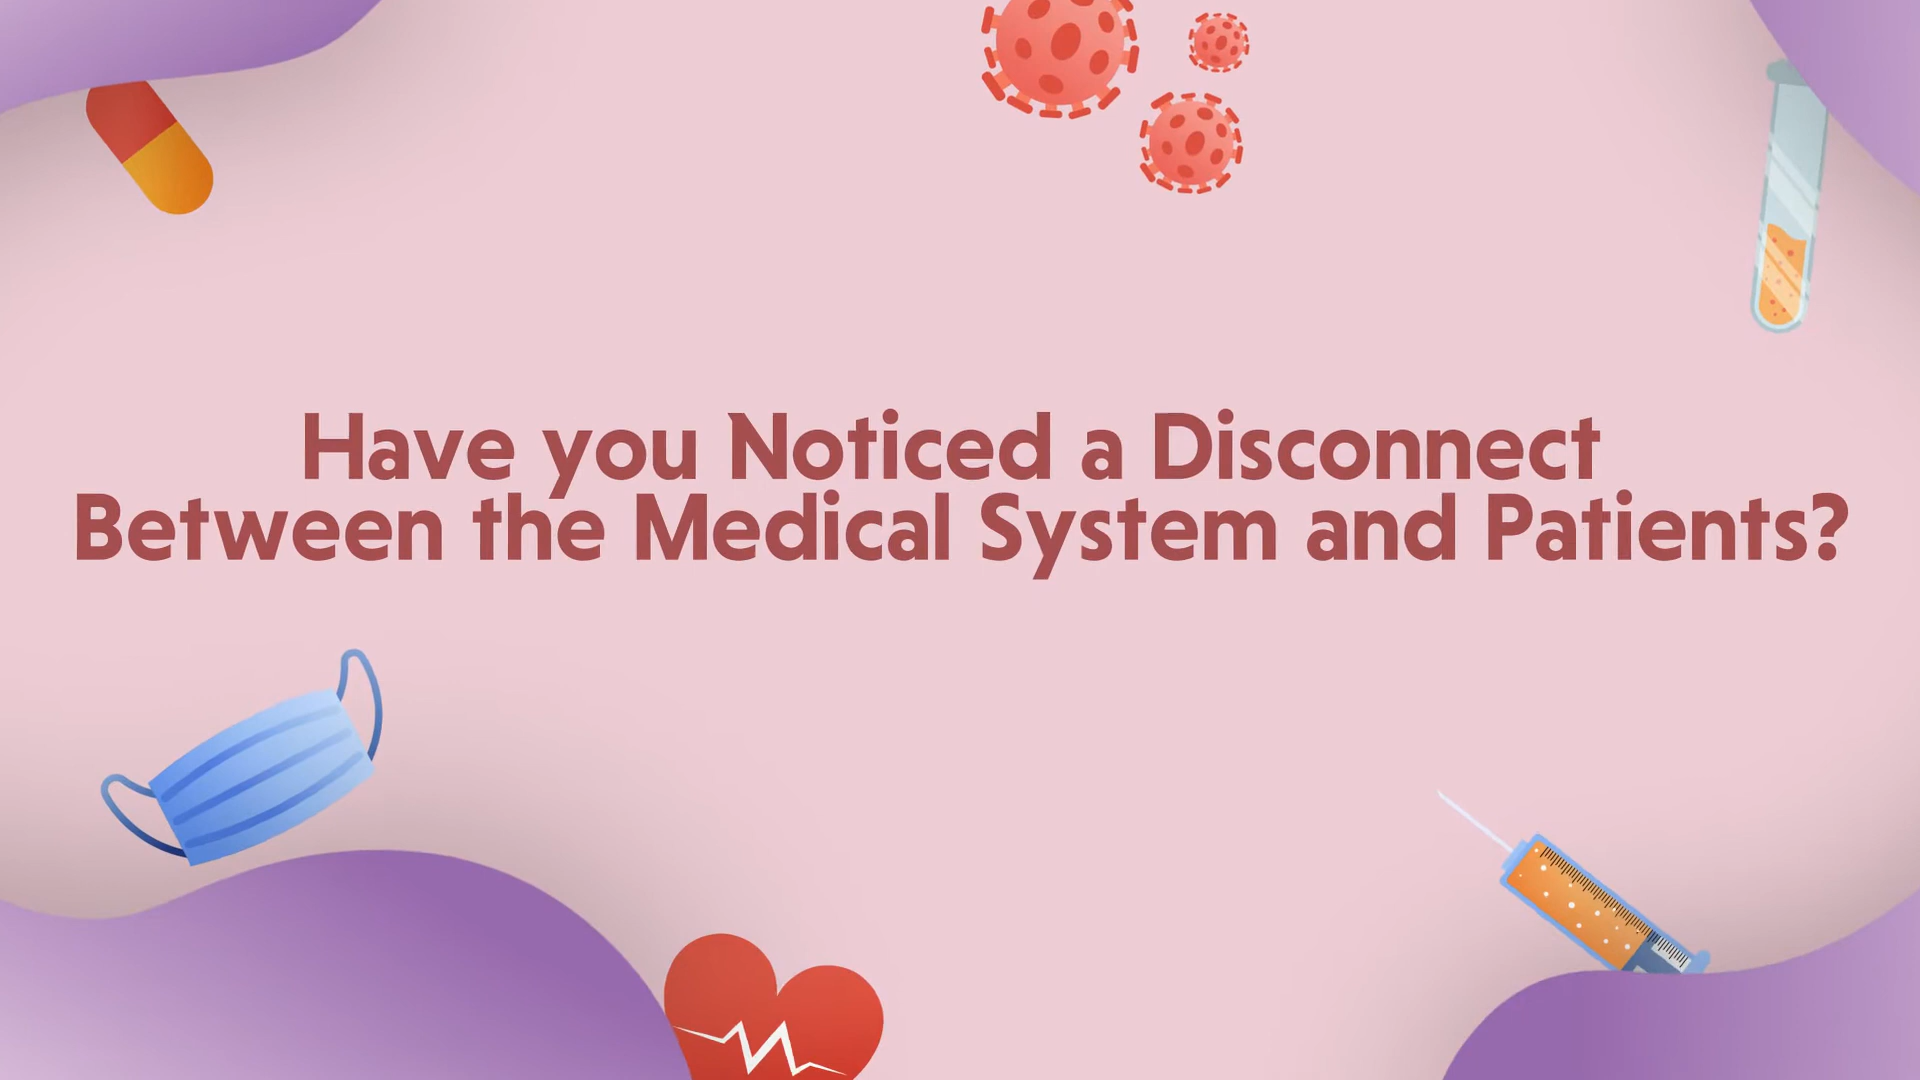 Have you Noticed a Disconnect
Between the Medical System and Patients?